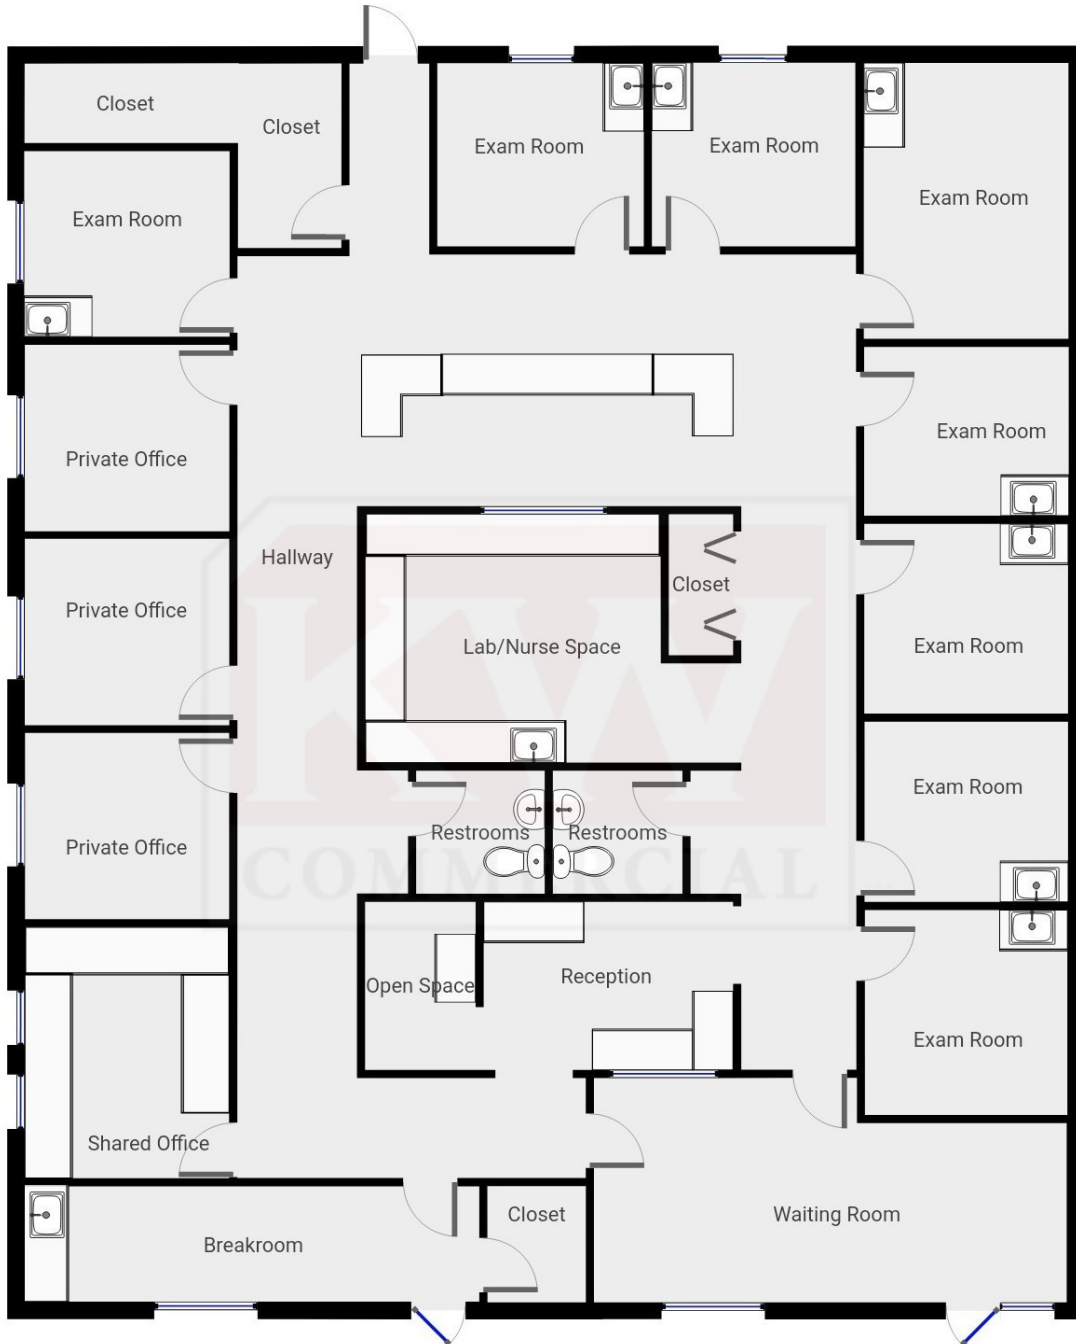 Closet
Closet
Exam Room
Exam Room
Exam Room
Exam Room
Private Office
Exam Room
Private Office
Hallway
Closet
Lab/Nurse Space
Exam Room
Exam Room
Private Office
Restrooms
Restrooms
KW
COMMERCIAL
Open Space
Reception
Exam Room
Shared Office
Breakroom
Closet
Waiting Room